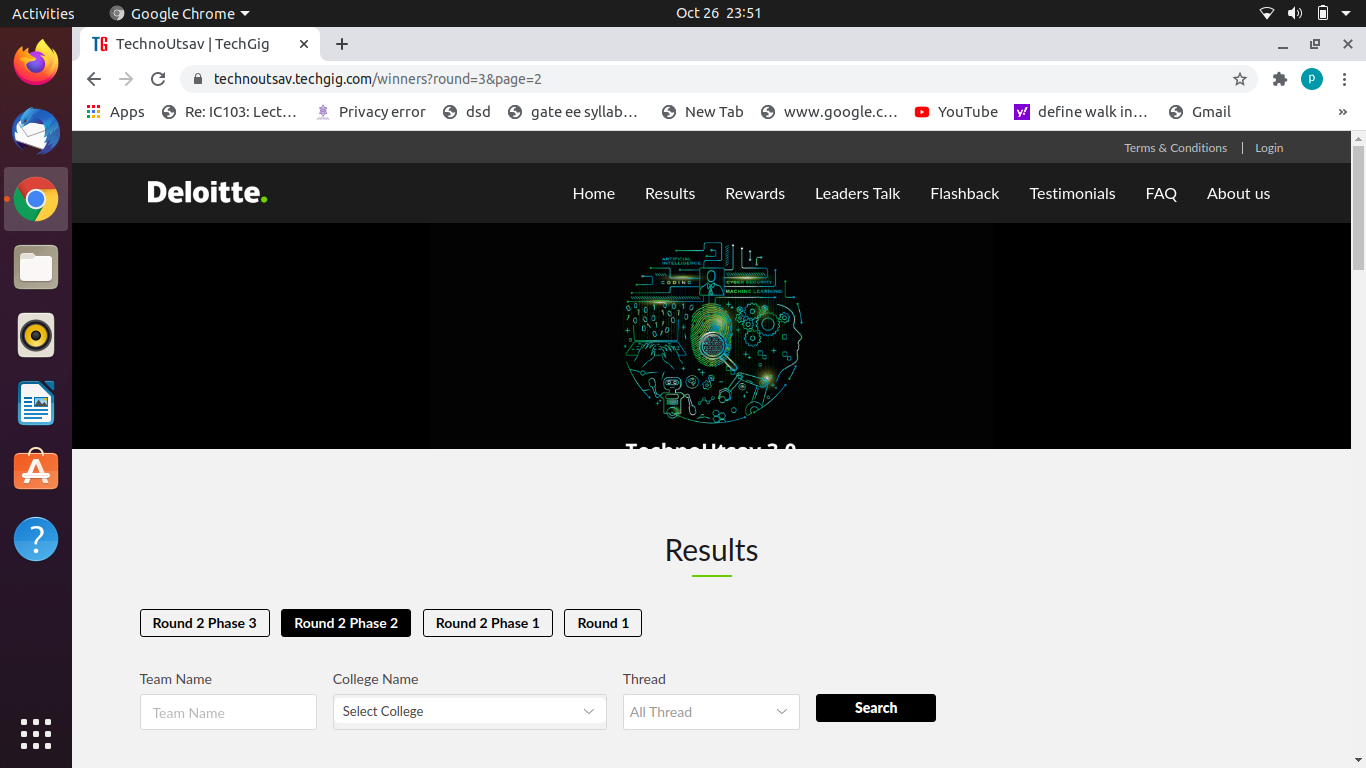 Activities Google Chrome Oct 26 23:51
TG TechnoUtsav | TechGig
technoutsav.techgig.com/winners?round=3&page=2 p
Apps Re: IC103: Lect… Privacy error dsd gate ee syllab… New Tab www.google.c… YouTube define walk in… Gmail »
Terms & Conditions | Login
Deloitte.
Home Results Rewards Leaders Talk Flashback Testimonials FAQ About us
ARTIFICIAL
INTELLIGENCE
CODING CYBER SECURITY
MACHINE LEARNING
TechnoUtsav 3.0
Results
Round 2 Phase 3 Round 2 Phase 2 Round 2 Phase 1 Round 1
Team Name College Name Thread
Team Name Select College All Thread Search